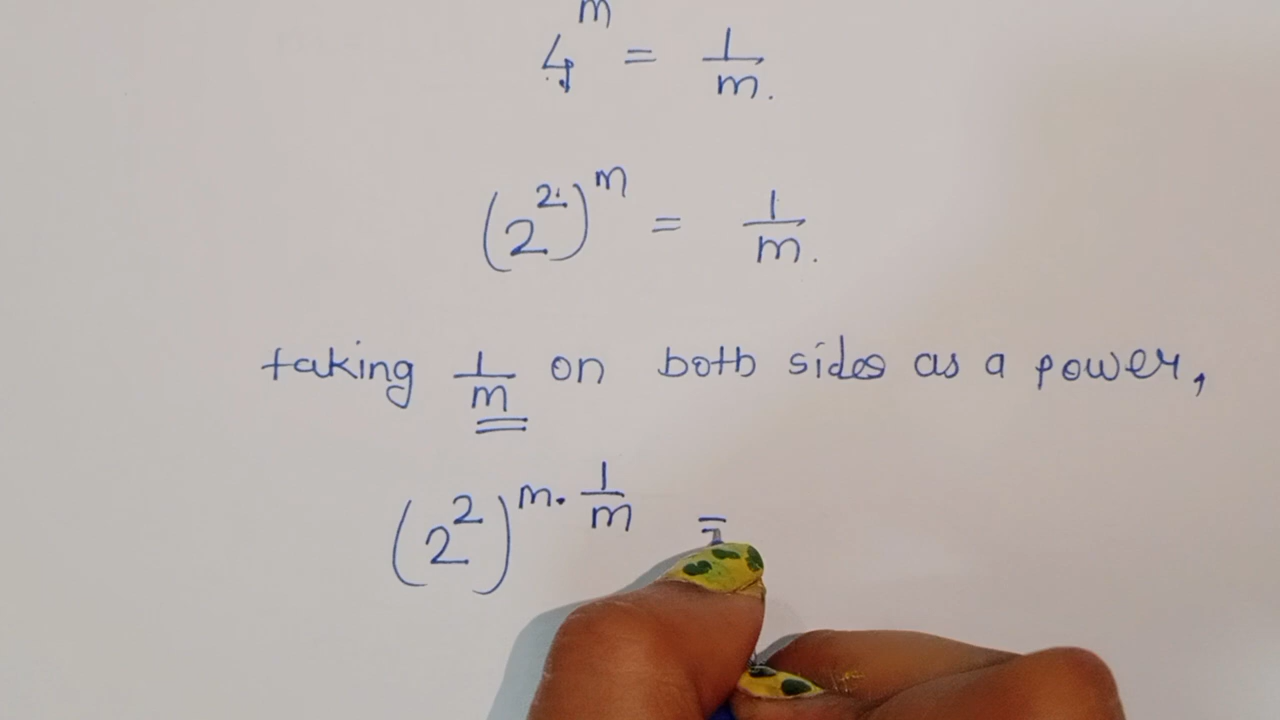 4^m = 1/m.
(2^2)^m = 1/m.
taking 1/m on both sides as a power,
(2^2)^m. 1/m =